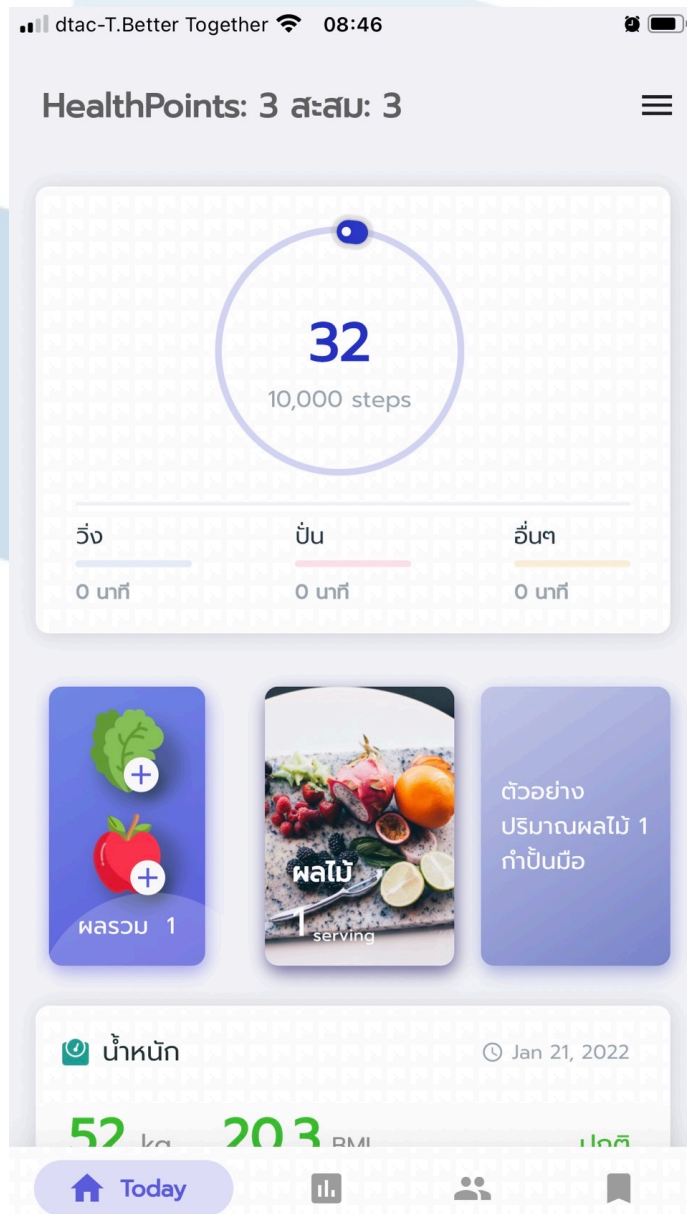 dtac-T.Better Together 08:46
HealthPoints: 3 สะสม: 3
32
10,000 steps
วิ่ง ปั่น อื่นๆ
0 นาที 0 นาที 0 นาที
ผลรวม 1
ผลไม้
1 serving
ตัวอย่าง
ปริมาณผลไม้ 1
กำปั้นมือ
น้ำหนัก Jan 21, 2022
52 kg 20.3 BMI ปกติ
Today